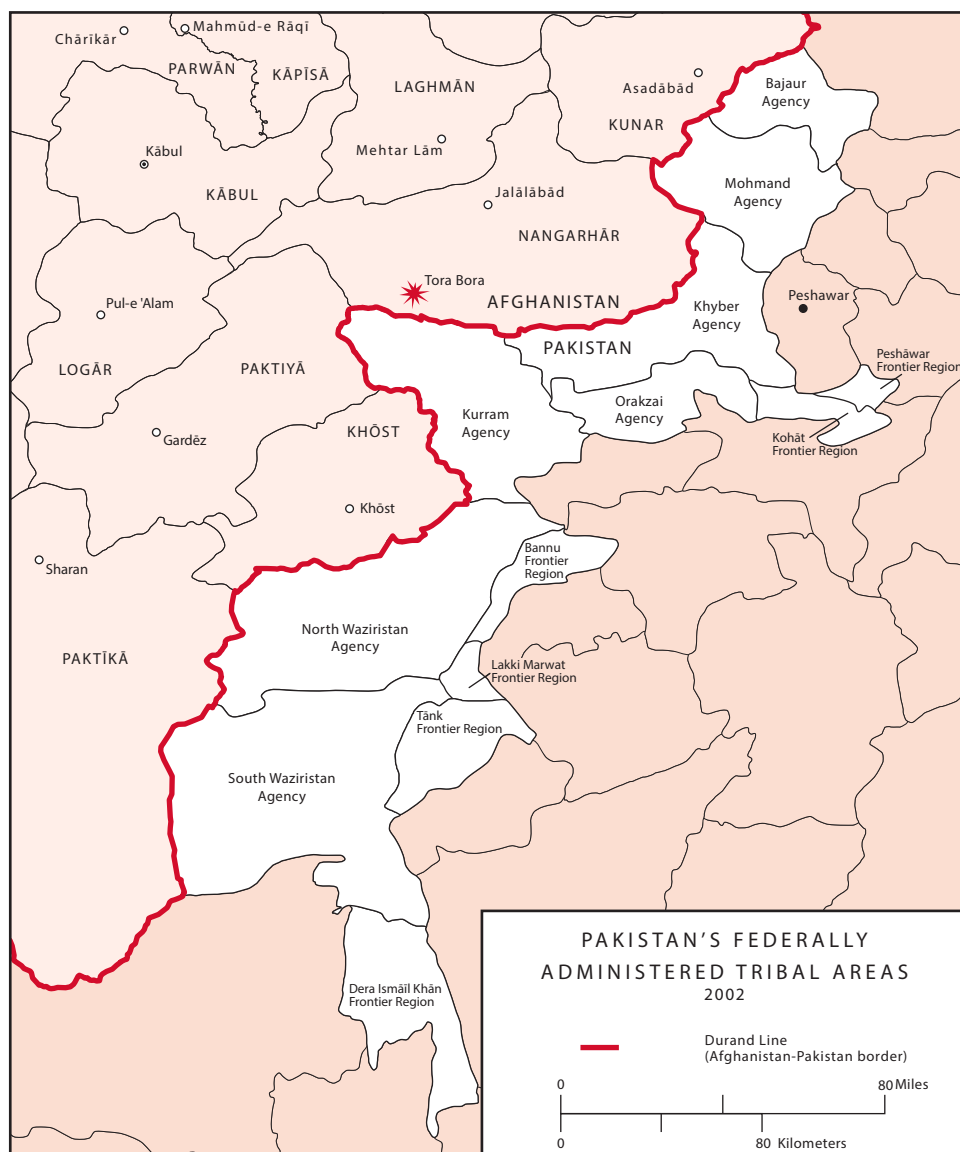 Mahmūd-e Rāqī
Chārīkār
PARWĀN
KĀPĪSĀ
LAGHMĀN
Asadābād
KUNAR
Bajaur
Agency
Mehtar Lām
Kābul
KĀBUL
Jalālābād
NANGARHĀR
Mohmand
Agency
Tora Bora
AFGHANISTAN
Pul-e 'Alam
LOGĀR
PAKTIYĀ
Khyber
Agency
Peshawar
PAKISTAN
Peshāwar
Frontier Region
Orakzai
Agency
Kurram
Agency
KHŌST
Gardēz
Kohāt
Frontier Region
Khōst
Sharan
Bannu
Frontier
Region
North Waziristan
Agency
PAKTĪKĀ
Lakki Marwat
Frontier Region
Tānk
Frontier Region
South Waziristan
Agency
Dera Ismāīl Khān
Frontier Region
PAKISTAN'S FEDERALLY
ADMINISTERED TRIBAL AREAS
2002
Durand Line
(Afghanistan-Pakistan border)
0 80 Miles
0 80 Kilometers